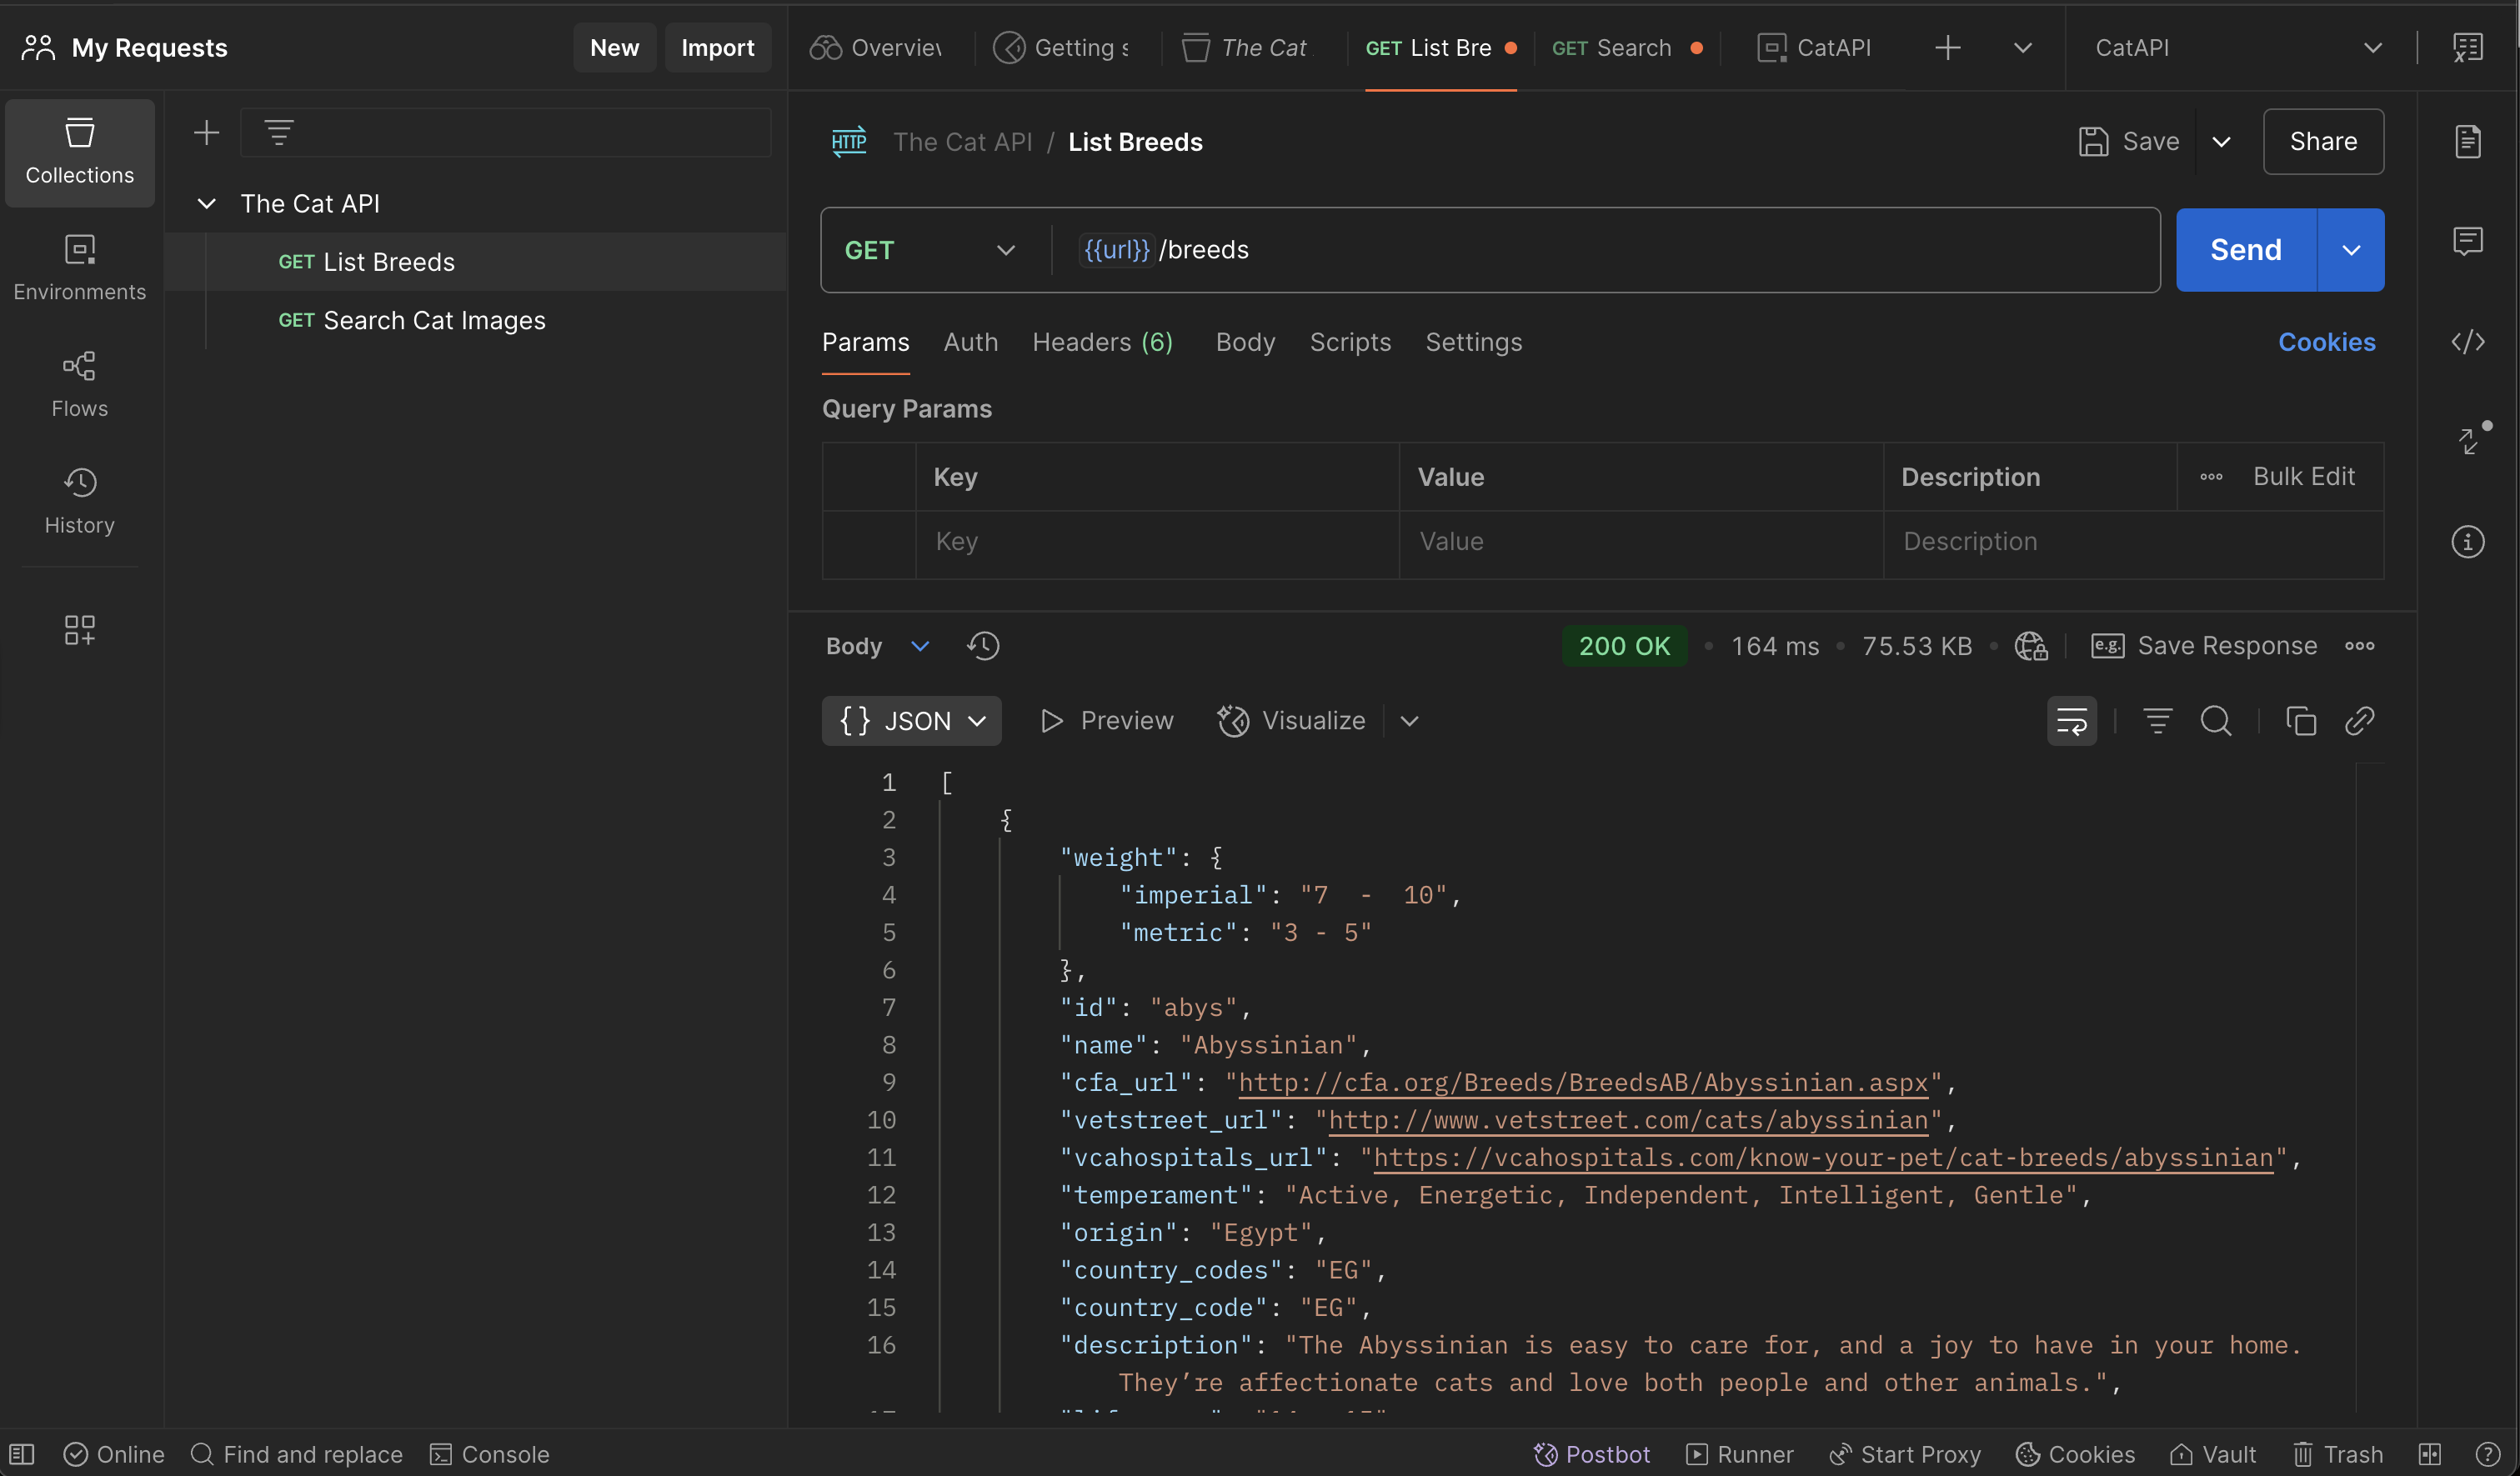 My Requests
New
Import
Overview
Getting s
The Cat
GET List Bre
GET Search
CatAPI
CatAPI
Collections
Environments
Flows
History
The Cat API
GET List Breeds
GET Search Cat Images
HTTP
The Cat API / List Breeds
Save
Share
GET
{{url}}/breeds
Send
Params
Auth
Headers (6)
Body
Scripts
Settings
Cookies
Query Params
Key
Value
Description
Bulk Edit
Key
Value
Description
Body
200 OK
164 ms
75.53 KB
e.g.
Save Response
{} JSON
Preview
Visualize
1 [
2 {
3 "weight": {
4 "imperial": "7  -  10",
5 "metric": "3 - 5"
6 },
7 "id": "abys",
8 "name": "Abyssinian",
9 "cfa_url": "http://cfa.org/Breeds/BreedsAB/Abyssinian.aspx",
10 "vetstreet_url": "http://www.vetstreet.com/cats/abyssinian",
11 "vcahospitals_url": "https://vcahospitals.com/know-your-pet/cat-breeds/abyssinian",
12 "temperament": "Active, Energetic, Independent, Intelligent, Gentle",
13 "origin": "Egypt",
14 "country_codes": "EG",
15 "country_code": "EG",
16 "description": "The Abyssinian is easy to care for, and a joy to have in your home.
They’re affectionate cats and love both people and other animals.",
Online
Find and replace
Console
Postbot
Runner
Start Proxy
Cookies
Vault
Trash